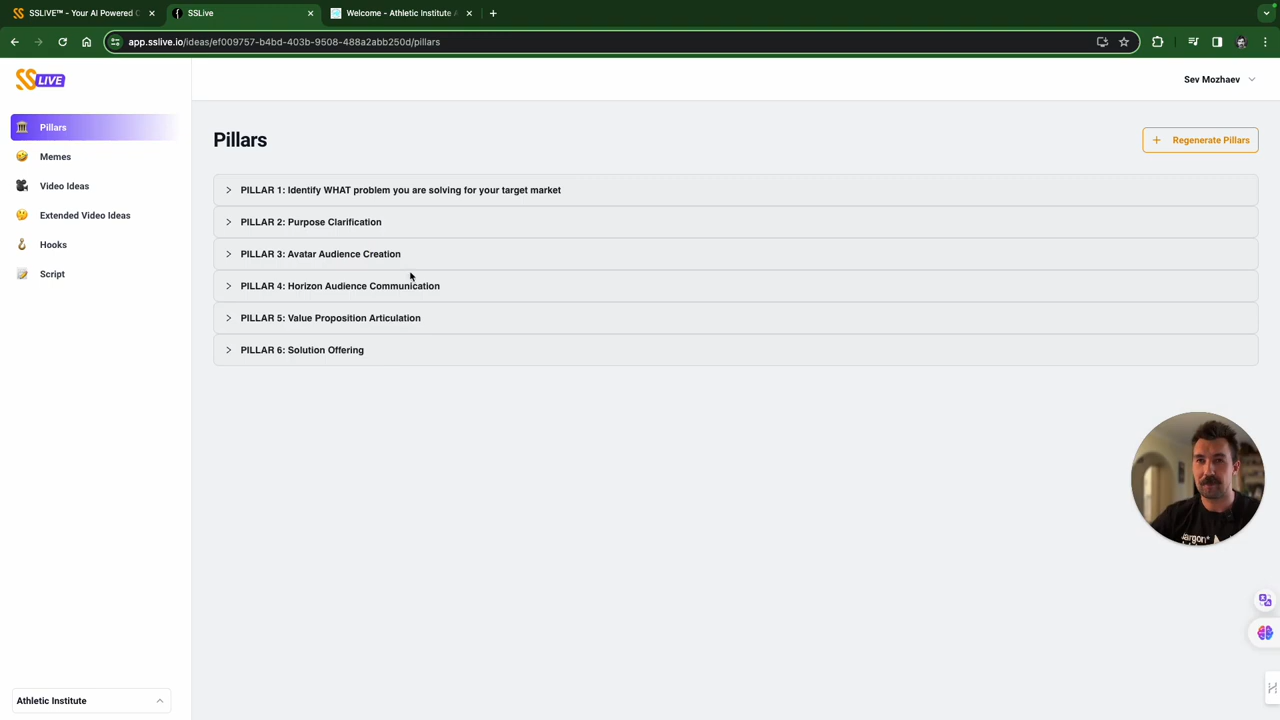 SSLIVE™ - Your AI Powered C
SSLive
Welcome - Athletic Institute A
app.sslive.io/ideas/ef009757-b4bd-403b-9508-488a2abb250d/pillars
SS LIVE
Sev Mozhaev
Pillars
Memes
Video Ideas
Extended Video Ideas
Hooks
Script
Pillars
Regenerate Pillars
PILLAR 1: Identify WHAT problem you are solving for your target market
PILLAR 2: Purpose Clarification
PILLAR 3: Avatar Audience Creation
PILLAR 4: Horizon Audience Communication
PILLAR 5: Value Proposition Articulation
PILLAR 6: Solution Offering
Athletic Institute